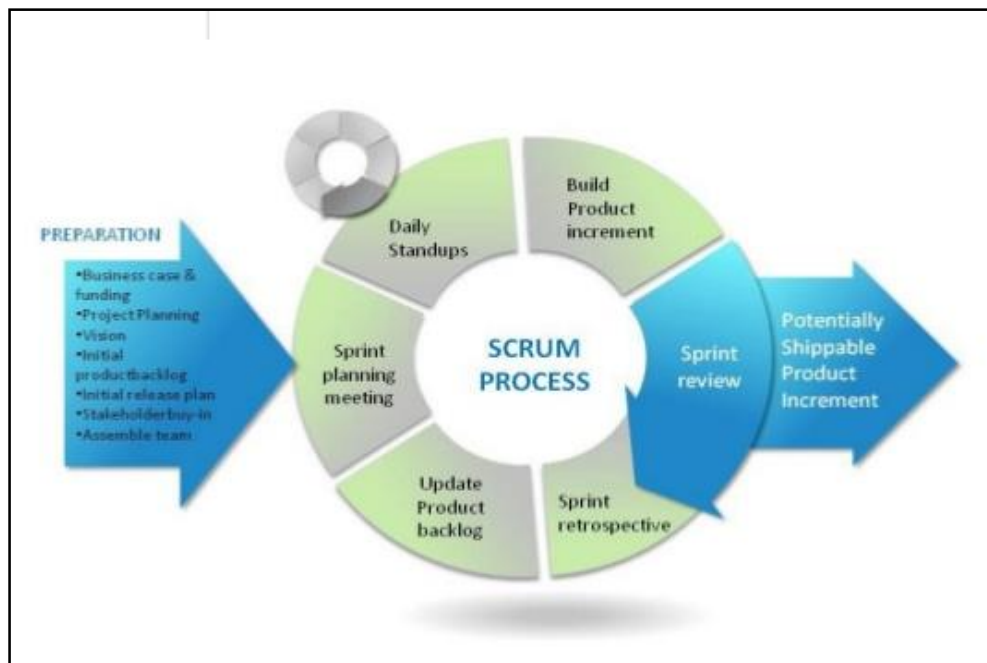 PREPARATION
•Business case &
funding
•Project Planning
•Vision
•Initial
productbacklog
•Initial release plan
•Stakeholderbuy-in
•Assemble team
Daily
Standups
Build
Product
increment
Sprint
planning
meeting
SCRUM
PROCESS
Sprint
review
Potentially
Shippable
Product
Increment
Update
Product
backlog
Sprint
retrospective